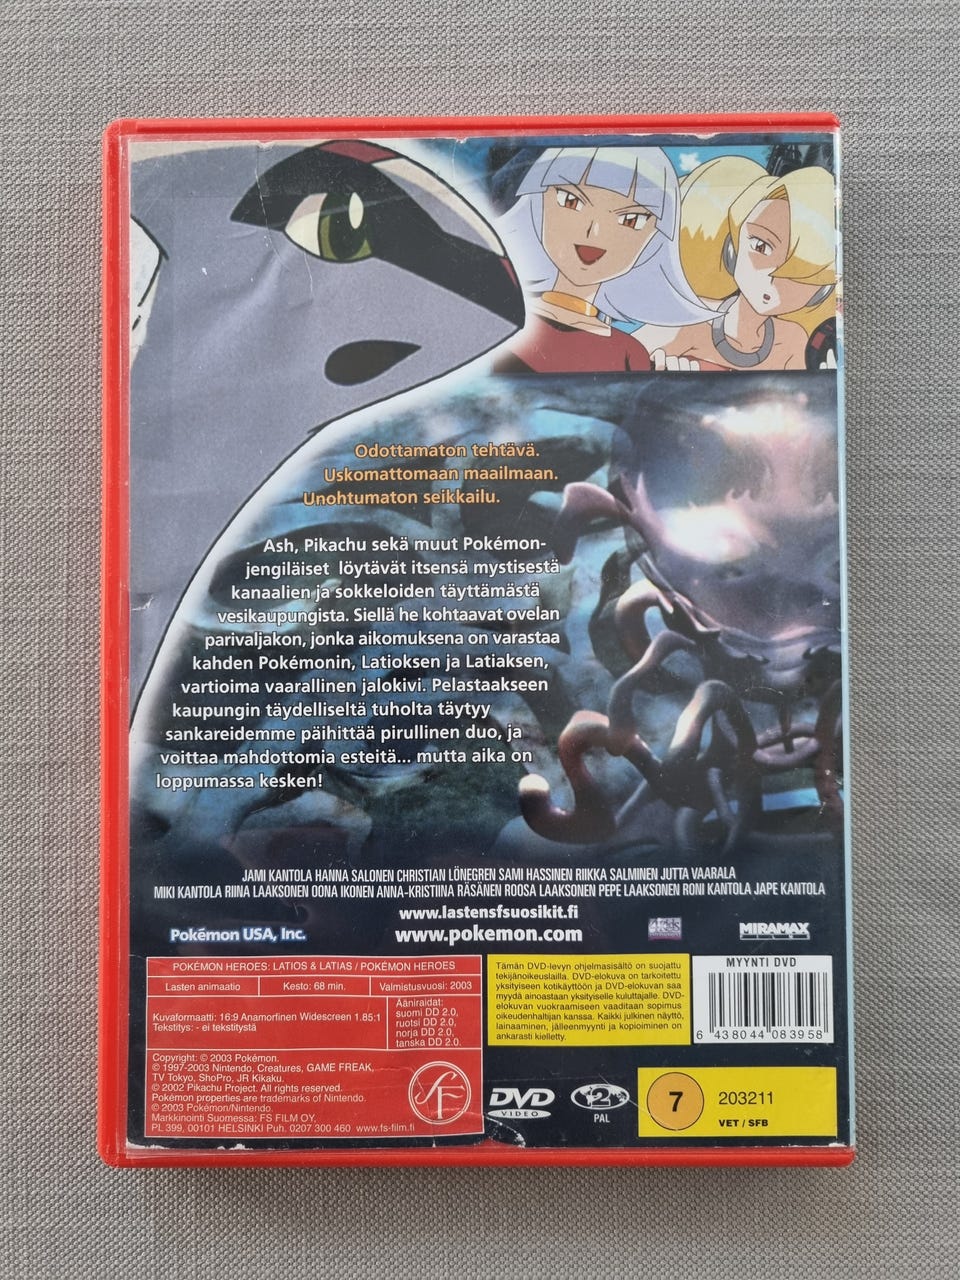 Odottamaton tehtävä.
Uskomattomaan maailmaan.
Unohtumaton seikkailu.
Ash, Pikachu sekä muut Pokémon-
jengiläiset löytävät itsensä mystisestä
kanaalien ja sokkeloiden täyttämästä
vesikaupungista. Siellä he kohtaavat ovelan
parivaljakon, jonka aikomuksena on varastaa
kahden Pokémonin, Latioksen ja Latiaksen,
vartioima vaarallinen jalokivi. Pelastaakseen
kaupungin täydelliseltä tuholta täytyy
sankareidemme päihittää pirullinen duo, ja
voittaa mahdottomia esteitä... mutta aika on
loppumassa kesken!
JAMI KANTOLA HANNA SALONEN CHRISTIAN LÖNEGREN SAMI HASSINEN RIIKKA SALMINEN JUTTA VAARALA
MIKI KANTOLA RIINA LAAKSONEN OONA IKONEN ANNA-KRISTIINA RÄSÄNEN ROOSA LAAKSONEN PEPE LAAKSONEN RONI KANTOLA JAPE KANTOLA
www.lastensfsuosikit.fi
Pokémon USA, Inc.
www.pokemon.com
MIRAMAX
FILMS
POKÉMON HEROES: LATIOS & LATIAS / POKÉMON HEROES
Lasten animaatio
Kesto: 68 min.
Valmistusvuosi: 2003
Kuvaformaatti: 16:9 Anamorfinen Widescreen 1.85:1
Tekstitys: - ei tekstitystä
Ääniraidat:
suomi DD 2.0,
ruotsi DD 2.0,
norja DD 2.0,
tanska DD 2.0.
Copyright: © 2003 Pokémon.
© 1997-2003 Nintendo, Creatures, GAME FREAK,
TV Tokyo, ShoPro, JR Kikaku.
© 2002 Pikachu Project. All rights reserved.
Pokémon properties are trademarks of Nintendo.
© 2003 Pokémon/Nintendo.
Markkinointi Suomessa: FS FILM OY,
PL 399, 00101 HELSINKI Puh. 0207 300 460 www.fs-film.fi
SF
Tämän DVD-levyn ohjelmasisältö on suojattu
tekijänoikeuslailla. DVD-elokuva on tarkoitettu
yksityiseen kotikäyttöön ja DVD-elokuvan saa
myydä ainoastaan yksityiselle kuluttajalle. DVD-
elokuvan vuokraamiseen vaaditaan sopimus
oikeudenhaltijan kanssa. Kaikki julkinen näyttö,
lainaaminen, jälleenmyynti ja kopioiminen on
ankarasti kielletty.
MYYNTI DVD
6 438044 083958
DVD
VIDEO
2
PAL
7
203211
VET / SFB